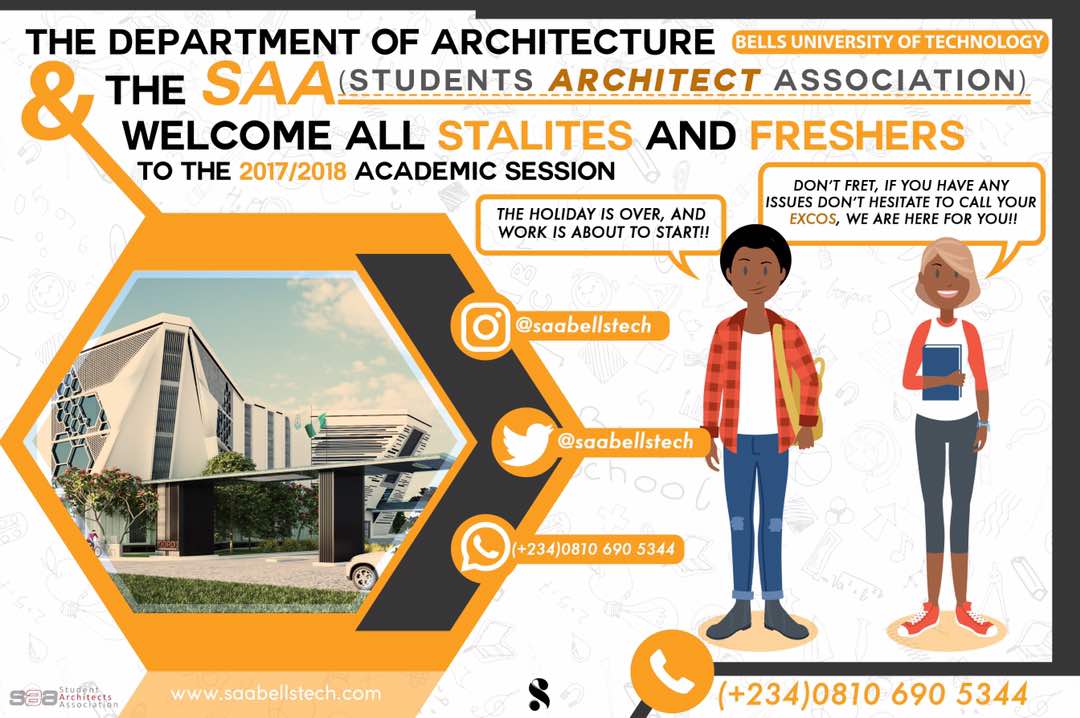 THE DEPARTMENT OF ARCHITECTURE BELLS UNIVERSITY OF TECHNOLOGY
& THE SAA (STUDENTS ARCHITECT ASSOCIATION)
WELCOME ALL STALITES AND FRESHERS
TO THE 2017/2018 ACADEMIC SESSION
THE HOLIDAY IS OVER, AND
WORK IS ABOUT TO START!!
DON'T FRET, IF YOU HAVE ANY
ISSUES DON'T HESITATE TO CALL YOUR
EXCOS, WE ARE HERE FOR YOU!!
@saabellstech
@saabellstech
(+234)0810 690 5344
School
saa Student
Architects
Association
www.saabellstech.com
S
(+234)0810 690 5344